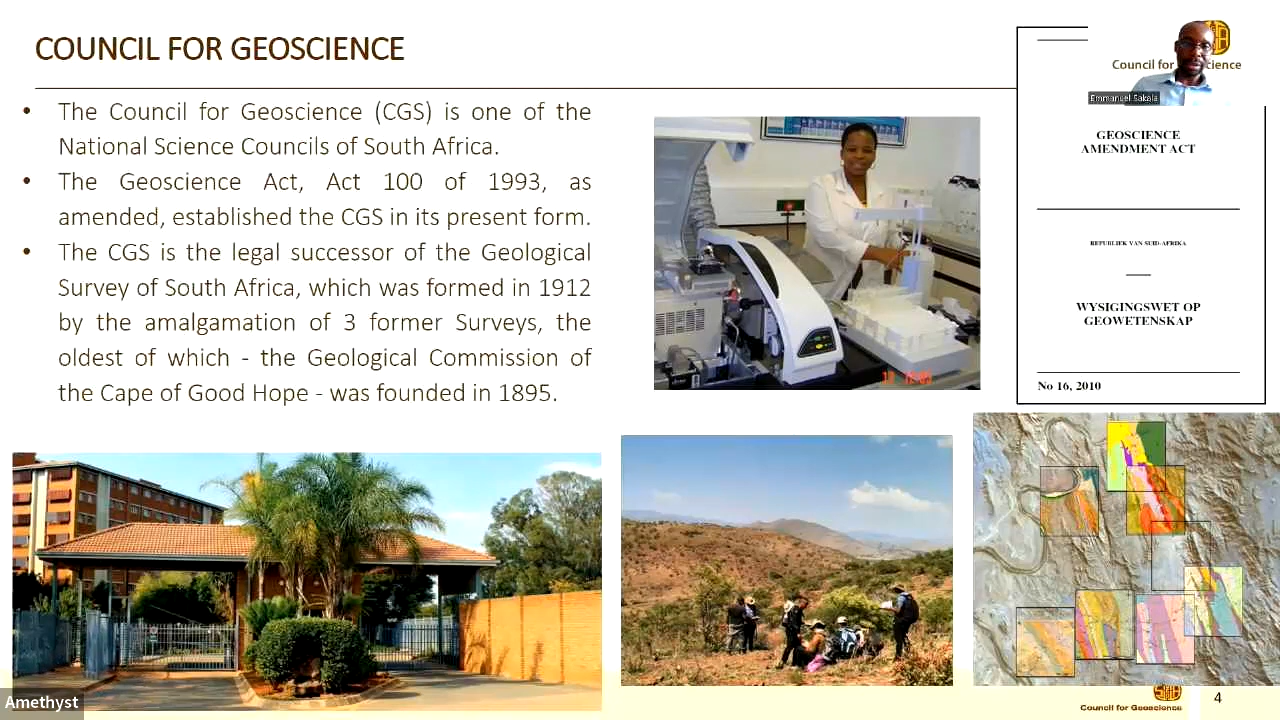 COUNCIL FOR GEOSCIENCE
• The Council for Geoscience (CGS) is one of the
National Science Councils of South Africa.
• The Geoscience Act, Act 100 of 1993, as
amended, established the CGS in its present form.
• The CGS is the legal successor of the Geological
Survey of South Africa, which was formed in 1912
by the amalgamation of 3 former Surveys, the
oldest of which - the Geological Commission of
the Cape of Good Hope - was founded in 1895.
Council for
Emmanuel Sakala
GEOSCIENCE
AMENDMENT ACT
REPUBLIEK VAN SUID-AFRIKA
WYSIGINGSWET OP
GEOWETENSKAP
No 16, 2010
Amethyst
Council for Geoscience
4